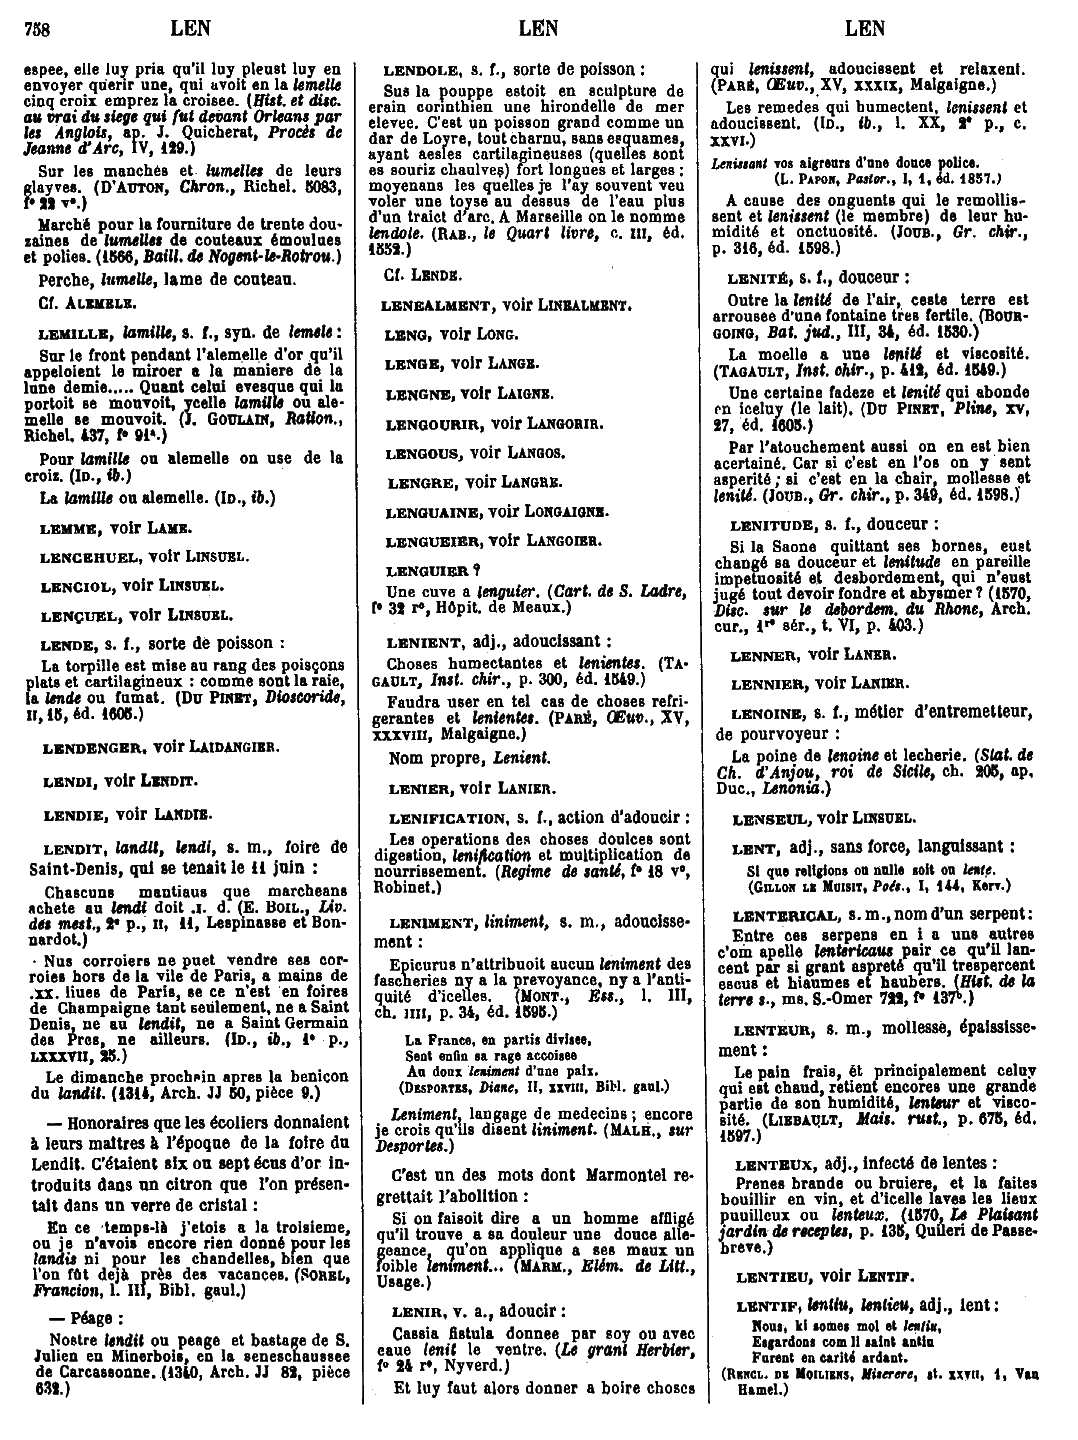 758 LEN LEN LEN
espee, elle luy pria qu'il luy pleust luy en
envoyer querir une, qui avoit en la lemelle
cinq croix emprez la croisee. (Hist. et disc.
au vrai du siege qui fut devant Orleans par
les Anglois, ap. J. Quicherat, Procès de
Jeanne d'Arc, IV, 129.)
Sur les manches et lumelles de leurs
glayves. (D'AUTON, Chron., Richel. 5083,
f° 22 v°.)
Marché pour la fourniture de trente dou-
zaines de lumelles de couteaux émoulues
et polies. (1566, Baill. de Nogent-le-Rotrou.)
Perche, lumelle, lame de couteau.
Cf. ALEMELE.
LEMILLE, lamille, s. f., syn. de lemele :
Sur le front pendant l'alemelle d'or qu'il
appeloient le miroer a la maniere de la
lune demie..... Quant celui evesque qui la
portoit se mouvoit, ycelle lamille ou ale-
melle se mouvoit. (J. GOULAIN, Ration.,
Richel. 437, f° 91ᵃ.)
Pour lamille ou alemelle on use de la
croix. (ID., ib.)
La lamille ou alemelle. (ID., ib.)
LEMME, voir LAME.
LENCEHUEL, voir LINSUEL.
LENCIOL, voir LINSUEL.
LENÇUEL, voir LINSUEL.
LENDE, s. f., sorte de poisson :
La torpille est mise au rang des poisçons
plats et cartilagineux : comme sont la raie,
la lende ou fumat. (DU PINET, Dioscoride,
II, 15, éd. 1605.)
LENDENGER, voir LAIDANGIER.
LENDI, voir LENDIT.
LENDIE, voir LANDIE.
LENDIT, landit, lendi, s. m., foire de
Saint-Denis, qui se tenait le 11 juin :
Chascuns mantiaus que marcheans
achete au lendi doit .I. d. (E. BOIL., Liv.
des mest., 2° p., II, 11, Lespinasse et Bon-
nardot.)
Nus corroiers ne puet vendre ses cor-
roies hors de la vile de Paris, a mains de
.XX. liues de Paris, se ce n'est en foires
de Champaigne tant seulement, ne a Saint
Denis, ne au lendit, ne a Saint Germain
des Pres, ne ailleurs. (ID., ib., 1° p.,
LXXXVII, 25.)
Le dimanche prochein apres la beniçon
du landit. (1314, Arch. JJ 50, pièce 9.)
— Honoraires que les écoliers donnaient
à leurs maîtres à l'époque de la foire du
Lendit. C'étaient six ou sept écus d'or in-
troduits dans un citron que l'on présen-
tait dans un verre de cristal :
En ce temps-là j'etois a la troisieme,
ou je n'avois encore rien donné pour les
landis ni pour les chandelles, bien que
l'on fût dejà près des vacances. (SOREL,
Francion, l. III, Bibl. gaul.)
— Péage :
Nostre lendit ou peage et bastage de S.
Julien en Minerbois, en la seneschaussee
de Carcassonne. (1340, Arch. JJ 82, pièce
632.)
LENDOLE, s. f., sorte de poisson :
Sus la pouppe estoit en sculpture de
erain corinthien une hirondelle de mer
elevee. C'est un poisson grand comme un
dar de Loyre, tout charnu, sans esquames,
ayant aesles cartilagineuses (quelles sont
es souriz chaulves) fort longues et larges ;
moyenans les quelles je l'ay souvent veu
voler une toyse au dessus de l'eau plus
d'un traict d'arc. A Marseille on le nomme
lendole. (RAB., le Quart livre, c. III, éd.
1552.)
Cf. LENDE.
LENEALMENT, voir LINEALMENT.
LENG, voir LONG.
LENGE, voir LANGE.
LENGNE, voir LAIGNE.
LENGOURIR, voir LANGORIR.
LENGOUS, voir LANGOS.
LENGRE, voir LANGRE.
LENGUAINE, voir LONGAIGNE.
LENGUEIER, voir LANGOIER.
LENGUIER ?
Une cuve a lenguier. (Cart. de S. Ladre,
f° 32 r°, Hôpit. de Meaux.)
LENIENT, adj., adoucissant :
Choses humectantes et lenientes. (TA-
GAULT, Inst. chir., p. 300, éd. 1549.)
Faudra user en tel cas de choses refri-
gerantes et lenientes. (PARÉ, Œuv., XV,
XXXVIII, Malgaigne.)
Nom propre, Lenient.
LENIER, voir LANIER.
LENIFICATION, s. f., action d'adoucir :
Les operations des choses doulces sont
digestion, lenification et multiplication de
nourrissement. (Regime de santé, f° 18 v°,
Robinet.)
LENIMENT, liniment, s. m., adoucisse-
ment :
Epicurus n'attribuoit aucun leniment des
fascheries ny a la prevoyance, ny a l'anti-
quité d'icelles. (MONT., Ess., l. III,
ch. IIII, p. 34, éd. 1595.)
La France, en partis divisee,
Sent enfin sa rage accoisee
Au doux leniment d'une paix.
(DESPORTES, Diane, II, XXVIII, Bibl. gaul.)
Leniment, langage de medecins ; encore
je crois qu'ils disent liniment. (MALH., sur
Desportes.)
C'est un des mots dont Marmontel re-
grettait l'abolition :
Si on faisoit dire a un homme affligé
qu'il trouve a sa douleur une douce alle-
geance, qu'on applique a ses maux un
foible leniment... (MARM., Elém. de Litt.,
Usage.)
LENIR, v. a., adoucir :
Cassia fistula donnee par soy ou avec
eaue lenit le ventre. (Le grant Herbier,
f° 24 r°, Nyverd.)
Et luy faut alors donner a boire choses
qui lenissent, adoucissent et relaxent.
(PARÉ, Œuv., XV, XXXIX, Malgaigne.)
Les remedes qui humectent, lenissent et
adoucissent. (ID., ib., l. XX, 2° p., c.
XXVI.)
Lenissant vos aigreurs d'une douce police.
(L. PAPON, Pastor., I, 1, éd. 1857.)
A cause des onguents qui le remollis-
sent et lenissent (le membre) de leur hu-
midité et onctuosité. (JOUB., Gr. chir.,
p. 316, éd. 1598.)
LENITÉ, s. f., douceur :
Outre la lenité de l'air, ceste terre est
arrousee d'une fontaine tres fertile. (BOUR-
GOING, Bat. jud., III, 34, éd. 1530.)
La moelle a une lenité et viscosité.
(TAGAULT, Inst. chir., p. 412, éd. 1549.)
Une certaine fadeze et lenité qui abonde
en iceluy (le lait). (DU PINET, Pline, XV,
27, éd. 1605.)
Par l'atouchement aussi on en est bien
acertainé. Car si c'est en l'os on y sent
asperité ; si c'est en la chair, mollesse et
lenité. (JOUB., Gr. chir., p. 349, éd. 1598.)
LENITUDE, s. f., douceur :
Si la Saone quittant ses bornes, eust
changé sa douceur et lenitude en pareille
impetuosité et desbordement, qui n'eust
jugé tout devoir fondre et abysmer ? (1570,
Disc. sur le debordem. du Rhone, Arch.
cur., 1ʳᵉ sér., t. VI, p. 403.)
LENNER, voir LANER.
LENNIER, voir LANIER.
LENOINE, s. f., métier d'entremetteur,
de pourvoyeur :
La poine de lenoine et lecherie. (Stat. de
Ch. d'Anjou, roi de Sicile, ch. 205, ap.
Duc., Lenonia.)
LENSEUL, voir LINSUEL.
LENT, adj., sans force, languissant :
Si que religions ou nulle soit ou lente.
(GILLON LE MUISIT, Poés., I, 144, Kerv.)
LENTERICAL, s. m., nom d'un serpent :
Entre ces serpens en i a uns autres
c'om apelle lentericaus pair ce qu'il lan-
cent par si grant aspreté qu'il trespercent
escus et hiaumes et haubers. (Hist. de la
terre s., ms. S.-Omer 722, f° 137ᵇ.)
LENTEUR, s. m., mollesse, épaississe-
ment :
Le pain frais, et principalement celuy
qui est chaud, retient encores une grande
partie de son humidité, lenteur et visco-
sité. (LIEBAULT, Mais. rust., p. 675, éd.
1597.)
LENTEUX, adj., infecté de lentes :
Prenes brande ou bruiere, et la faites
bouillir en vin, et d'icelle laves les lieux
puuilleux ou lenteux. (1570, Le Plaisant
jardin de receptes, p. 135, Quileri de Passe-
breve.)
LENTIEU, voir LENTIF.
LENTIF, lentiu, lentieu, adj., lent :
Nous, ki somes mol et lentiu,
Esgardons com li saint antiu
Furent en carité ardant.
(RENCL. DE MOILIENS, Miserere, st. XXVII, 1, Van
Hamel.)